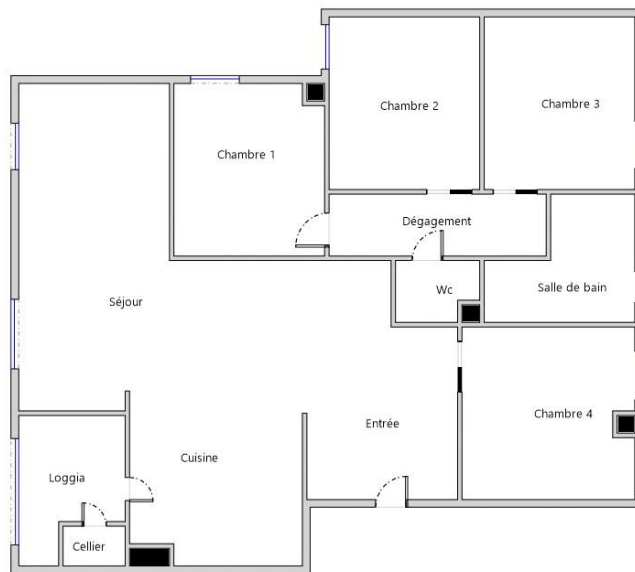 Chambre 2
Chambre 3
Chambre 1
Dégagement
Wc
Salle de bain
Séjour
Chambre 4
Entrée
Cuisine
Loggia
Cellier